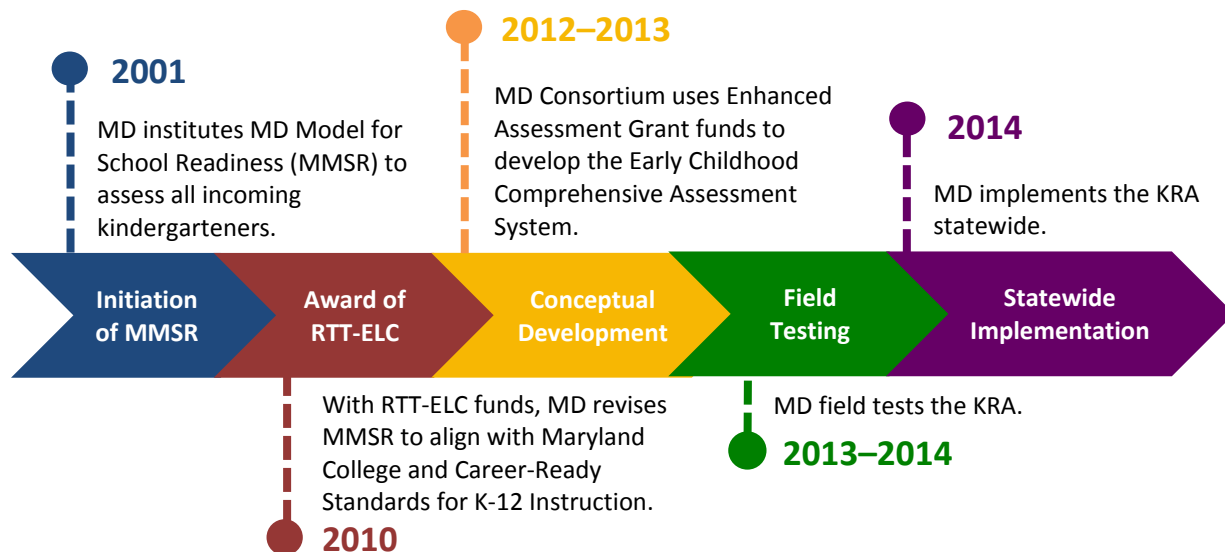 2001
MD institutes MD Model for
School Readiness (MMSR) to
assess all incoming
kindergarteners.
2012–2013
MD Consortium uses Enhanced
Assessment Grant funds to
develop the Early Childhood
Comprehensive Assessment
System.
2014
MD implements the KRA
statewide.
Initiation
of MMSR
Award of
RTT-ELC
Conceptual
Development
Field
Testing
Statewide
Implementation
With RTT-ELC funds, MD revises
MMSR to align with Maryland
College and Career-Ready
Standards for K-12 Instruction.
2010
MD field tests the KRA.
2013–2014